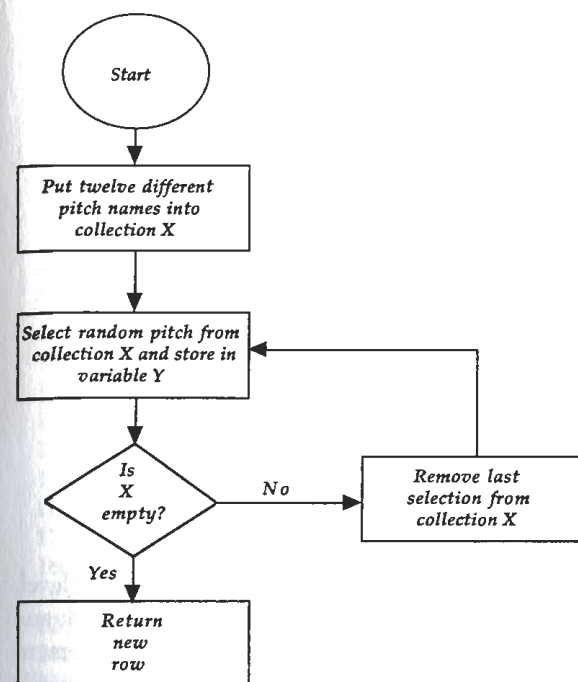 Start
Put twelve different
pitch names into
collection X
Select random pitch from
collection X and store in
variable Y
Is
X
empty?
No
Remove last
selection from
collection X
Yes
Return
new
row